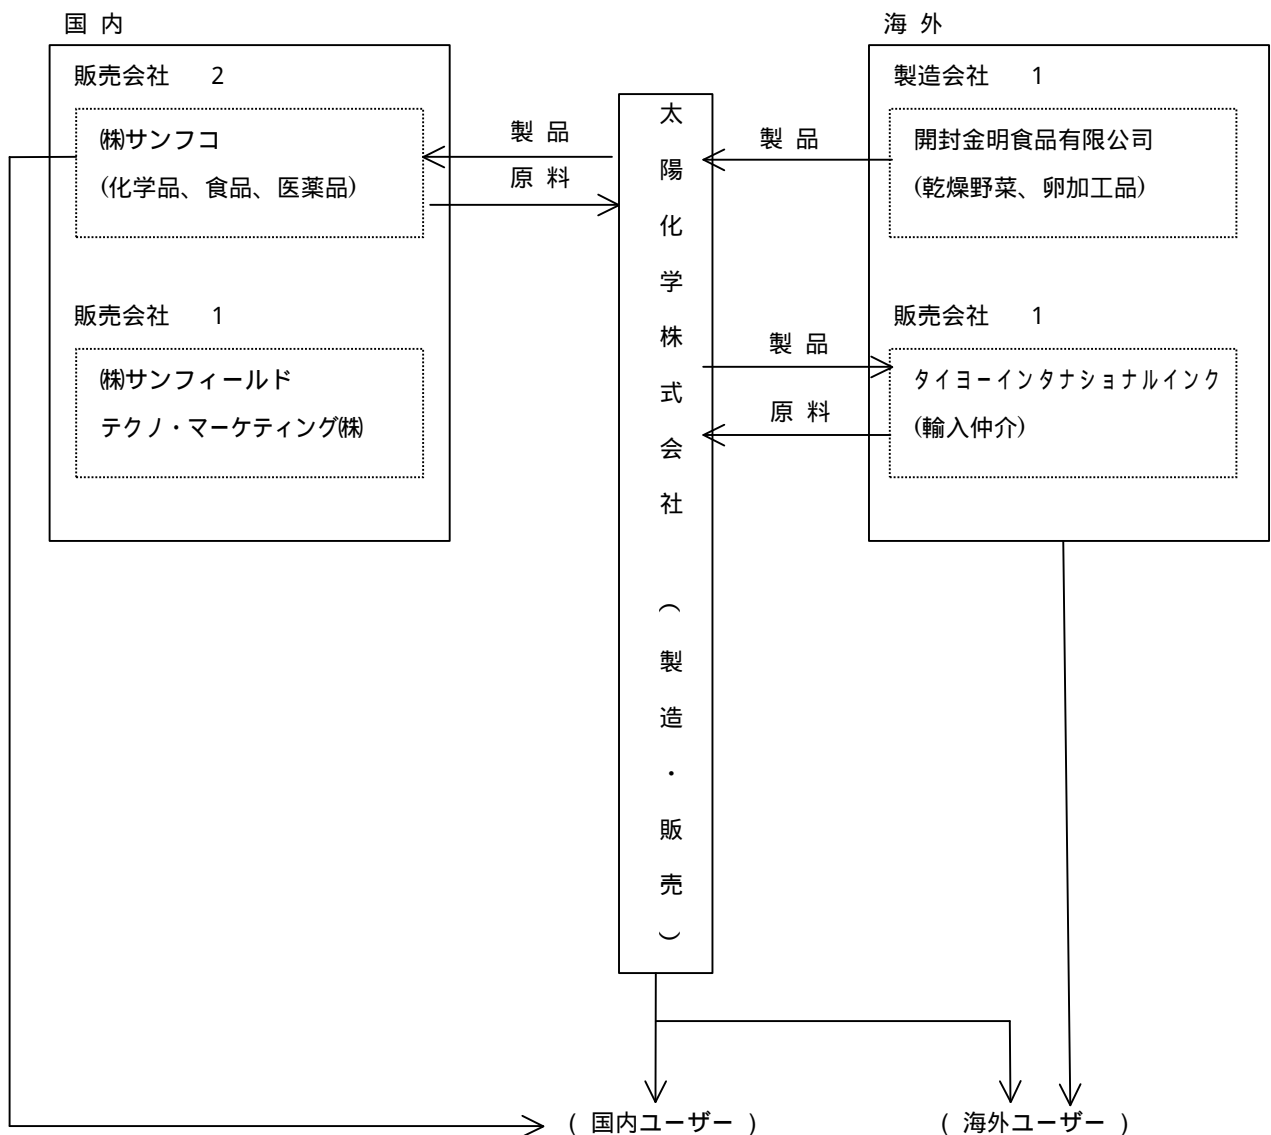 国 内
販売会社 2
㈱サンフコ
(化学品、食品、医薬品)
販売会社 1
㈱サンフィールド
テクノ・マーケティング㈱
製 品
原 料
太陽化学株式会社 (製造・販売)
海 外
製造会社 1
製 品
開封金明食品有限公司
(乾燥野菜、卵加工品)
販売会社 1
製 品
タイヨーインタナショナルインク
原 料
(輸入仲介)
( 国内ユーザー )
( 海外ユーザー )